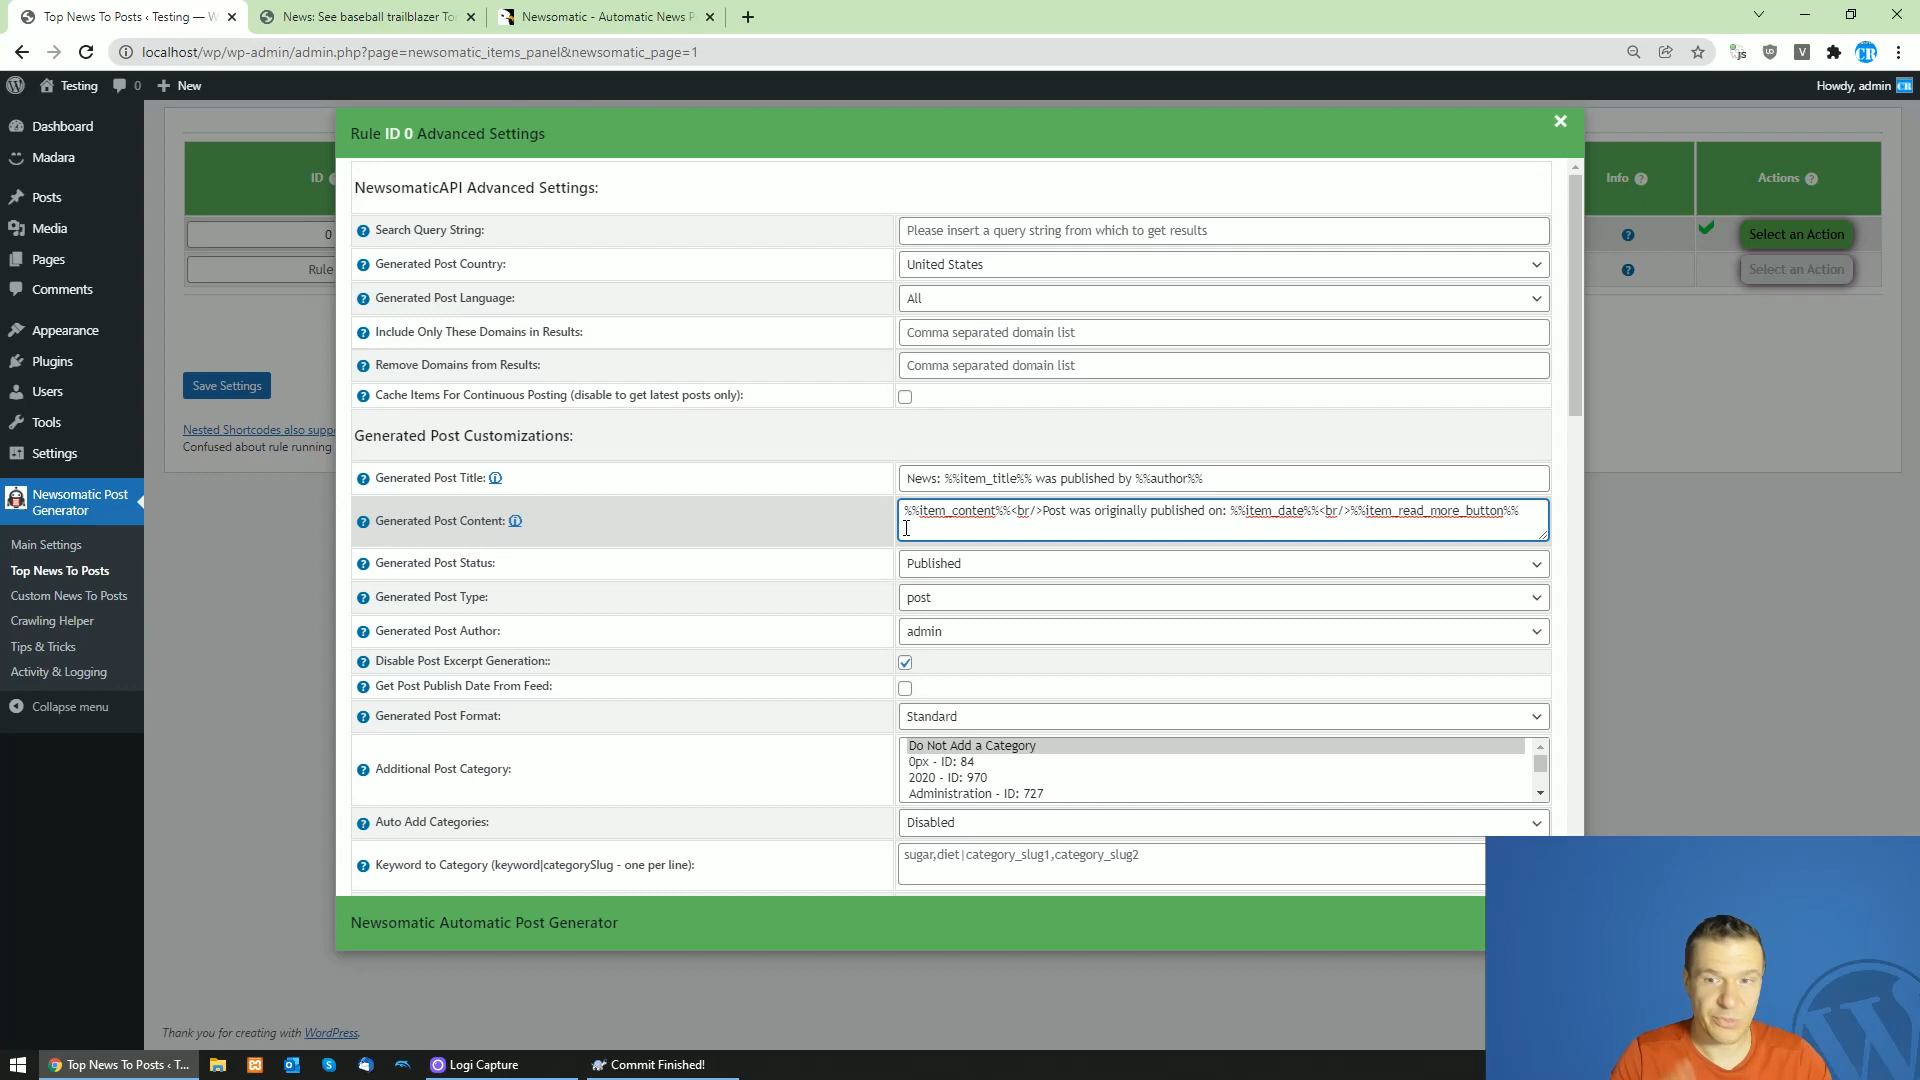 Top News To Posts ‹ Testing — W
News: See baseball trailblazer To
Newsomatic - Automatic News P
localhost/wp/wp-admin/admin.php?page=newsomatic_items_panel&newsomatic_page=1
Testing
0
New
Howdy, admin
Dashboard
Madara
Posts
Media
Pages
Comments
Appearance
Plugins
Users
Tools
Settings
Newsomatic Post
Generator
Main Settings
Top News To Posts
Custom News To Posts
Crawling Helper
Tips & Tricks
Activity & Logging
Collapse menu
ID
0
Rule
Save Settings
Nested Shortcodes also supp
Confused about rule running
Info
Actions
Select an Action
Select an Action
Rule ID 0 Advanced Settings
NewsomaticAPI Advanced Settings:
Search Query String:
Please insert a query string from which to get results
Generated Post Country:
United States
Generated Post Language:
All
Include Only These Domains in Results:
Comma separated domain list
Remove Domains from Results:
Comma separated domain list
Cache Items For Continuous Posting (disable to get latest posts only):
Generated Post Customizations:
Generated Post Title:
News: %%item_title%% was published by %%author%%
Generated Post Content:
%%item_content%%<br/>Post was originally published on: %%item_date%%<br/>%%item_read_more_button%%
Generated Post Status:
Published
Generated Post Type:
post
Generated Post Author:
admin
Disable Post Excerpt Generation::
Get Post Publish Date From Feed:
Generated Post Format:
Standard
Additional Post Category:
Do Not Add a Category
0px - ID: 84
2020 - ID: 970
Administration - ID: 727
Auto Add Categories:
Disabled
Keyword to Category (keyword|categorySlug - one per line):
sugar,diet|category_slug1,category_slug2
Newsomatic Automatic Post Generator
Thank you for creating with WordPress.
Top News To Posts ‹ T...
Logi Capture
Commit Finished!